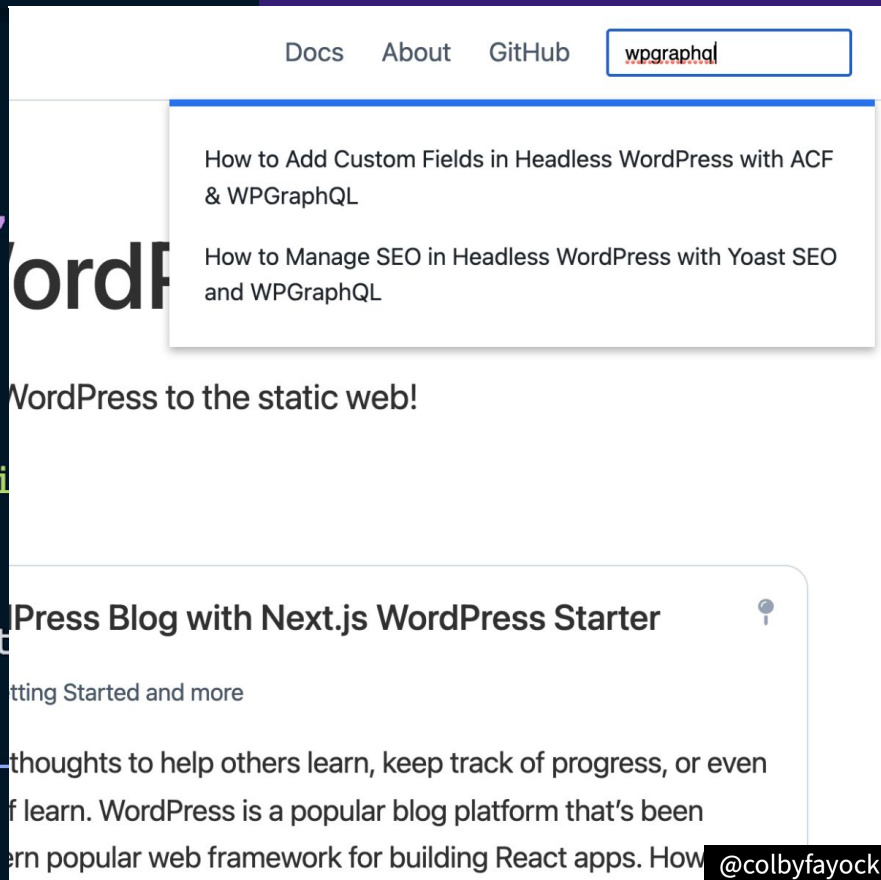 Docs About GitHub wpgraphql
How to Add Custom Fields in Headless WordPress with ACF
& WPGraphQL
How to Manage SEO in Headless WordPress with Yoast SEO
and WPGraphQL
ordP
WordPress to the static web!
Press Blog with Next.js WordPress Starter
tting Started and more
thoughts to help others learn, keep track of progress, or even
f learn. WordPress is a popular blog platform that's been
ern popular web framework for building React apps. How
@colbyfayock